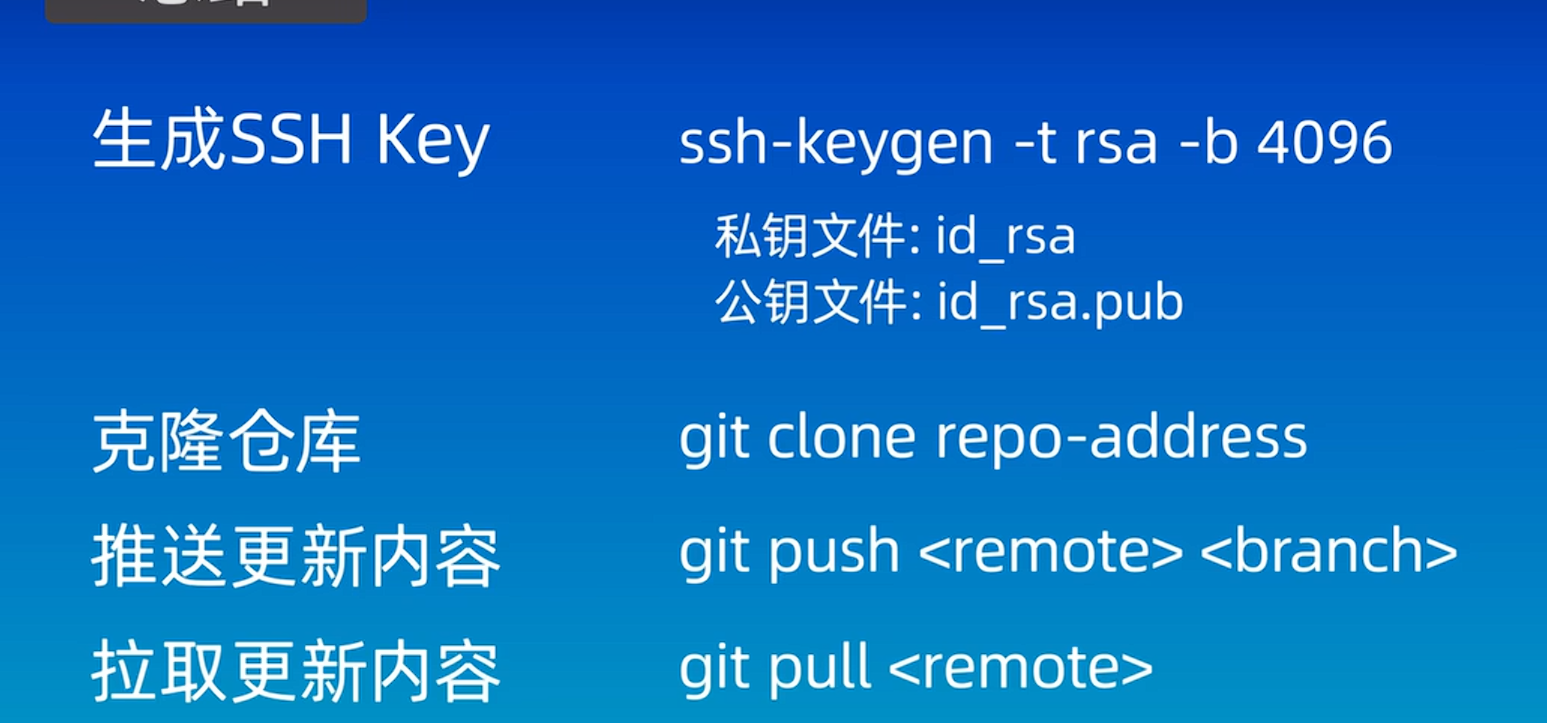 生成SSH Key
ssh-keygen -t rsa -b 4096
私钥文件: id_rsa
公钥文件: id_rsa.pub
克隆仓库
git clone repo-address
推送更新内容
git push <remote> <branch>
拉取更新内容
git pull <remote>